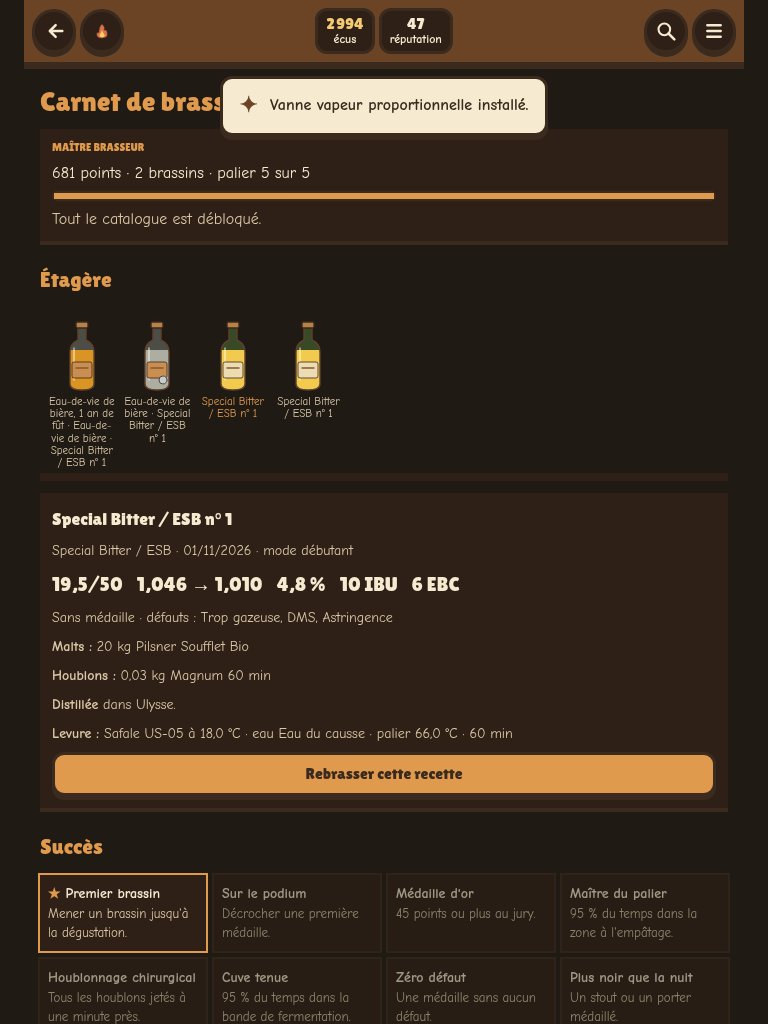 2 994
écus
47
réputation
Carnet de brass
Vanne vapeur proportionnelle installé.
MAÎTRE BRASSEUR
681 points · 2 brassins · palier 5 sur 5
Tout le catalogue est débloqué.
Étagère
Eau-de-vie de
bière, 1 an de
fût · Eau-de-
vie de bière ·
Special Bitter
/ ESB n° 1
Eau-de-vie de
bière · Special
Bitter / ESB
n° 1
Special Bitter
/ ESB n° 1
Special Bitter
/ ESB n° 1
Special Bitter / ESB n° 1
Special Bitter / ESB · 01/11/2026 · mode débutant
19,5/50 1,046 → 1,010 4,8 % 10 IBU 6 EBC
Sans médaille · défauts : Trop gazeuse, DMS, Astringence
Malts : 20 kg Pilsner Soufflet Bio
Houblons : 0,03 kg Magnum 60 min
Distillée dans Ulysse.
Levure : Safale US-05 à 18,0 °C · eau Eau du causse · palier 66,0 °C · 60 min
Rebrasser cette recette
Succès
★ Premier brassin
Mener un brassin jusqu'à
la dégustation.
Sur le podium
Décrocher une première
médaille.
Médaille d'or
45 points ou plus au jury.
Maître du palier
95 % du temps dans la
zone à l'empâtage.
Houblonnage chirurgical
Tous les houblons jetés à
une minute près.
Cuve tenue
95 % du temps dans la
bande de fermentation.
Zéro défaut
Une médaille sans aucun
défaut.
Plus noir que la nuit
Un stout ou un porter
médaillé.